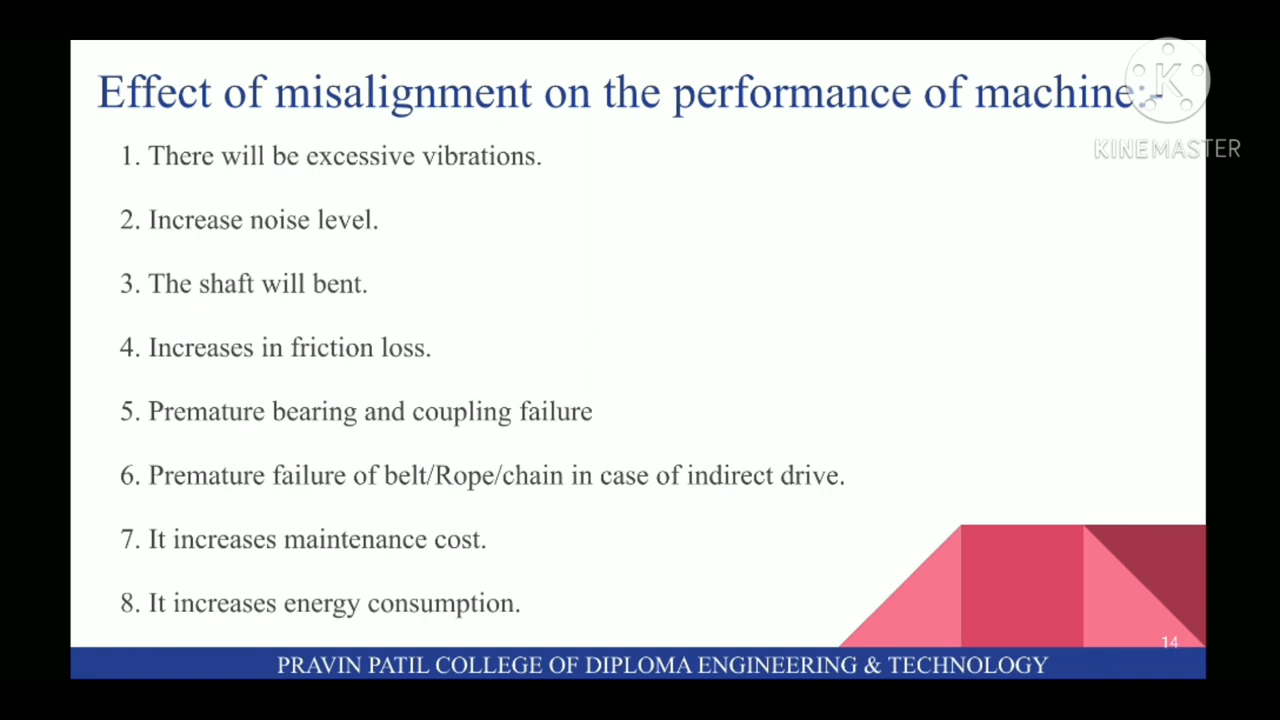 Effect of misalignment on the performance of machine:-
KINEMASTER
1. There will be excessive vibrations.
2. Increase noise level.
3. The shaft will bent.
4. Increases in friction loss.
5. Premature bearing and coupling failure
6. Premature failure of belt/Rope/chain in case of indirect drive.
7. It increases maintenance cost.
8. It increases energy consumption.
14
PRAVIN PATIL COLLEGE OF DIPLOMA ENGINEERING & TECHNOLOGY